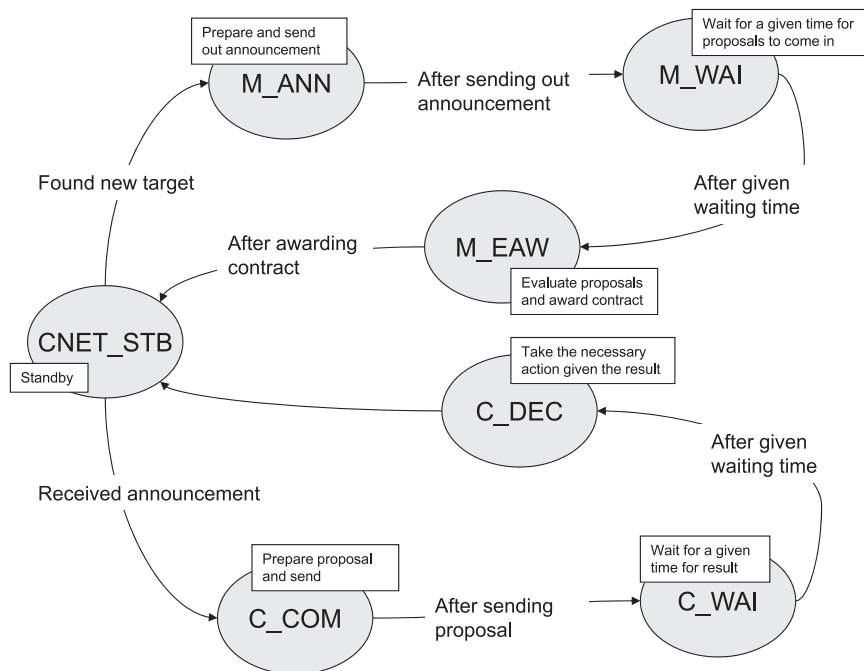 Prepare and send
out announcement
M_ANN
After sending out
announcement
Wait for a given time for
proposals to come in
M_WAI
Found new target
After given
waiting time
After awarding
contract
M_EAW
Evaluate proposals
and award contract
CNET_STB
Standby
Take the necessary
action given the result
C_DEC
After given
waiting time
Received announcement
Prepare proposal
and send
C_COM
After sending
proposal
Wait for a given
time for result
C_WAI